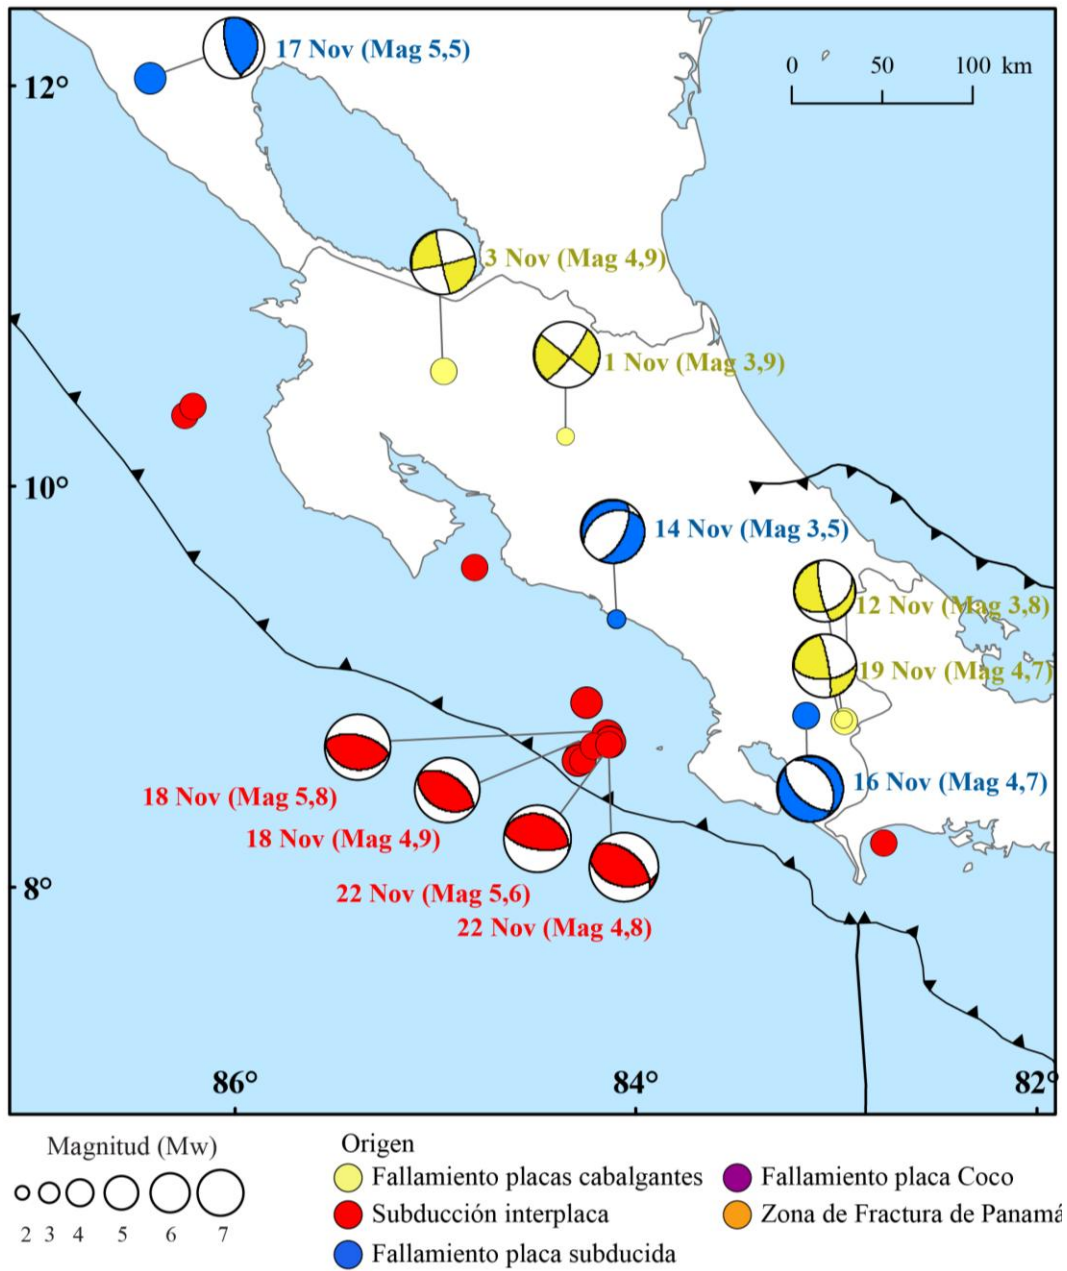 17 Nov (Mag 5,5)
0 50 100 km
12°
3 Nov (Mag 4,9)
1 Nov (Mag 3,9)
10°
14 Nov (Mag 3,5)
12 Nov (Mag 3,8)
19 Nov (Mag 4,7)
16 Nov (Mag 4,7)
18 Nov (Mag 5,8)
18 Nov (Mag 4,9)
8°
22 Nov (Mag 5,6)
22 Nov (Mag 4,8)
86° 84° 82°
Magnitud (Mw)
2 3 4 5 6 7
Origen
Fallamiento placas cabalgantes
Subducción interplaca
Fallamiento placa subducida
Fallamiento placa Coco
Zona de Fractura de Panamá